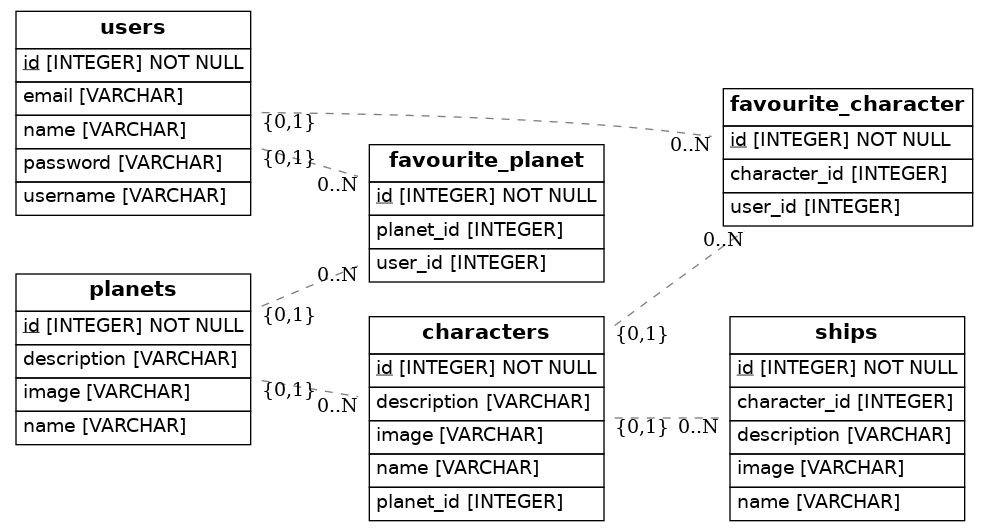 users
id [INTEGER] NOT NULL
email [VARCHAR]
name [VARCHAR]
password [VARCHAR]
username [VARCHAR]
{0,1}
{0,1}
0..N
0..N
favourite_planet
id [INTEGER] NOT NULL
planet_id [INTEGER]
user_id [INTEGER]
favourite_character
id [INTEGER] NOT NULL
character_id [INTEGER]
user_id [INTEGER]
0..N
{0,1}
planets
id [INTEGER] NOT NULL
description [VARCHAR]
image [VARCHAR]
name [VARCHAR]
{0,1}
0..N
{0,1}
0..N
characters
id [INTEGER] NOT NULL
description [VARCHAR]
image [VARCHAR]
name [VARCHAR]
planet_id [INTEGER]
{0,1}
0..N
ships
id [INTEGER] NOT NULL
character_id [INTEGER]
description [VARCHAR]
image [VARCHAR]
name [VARCHAR]